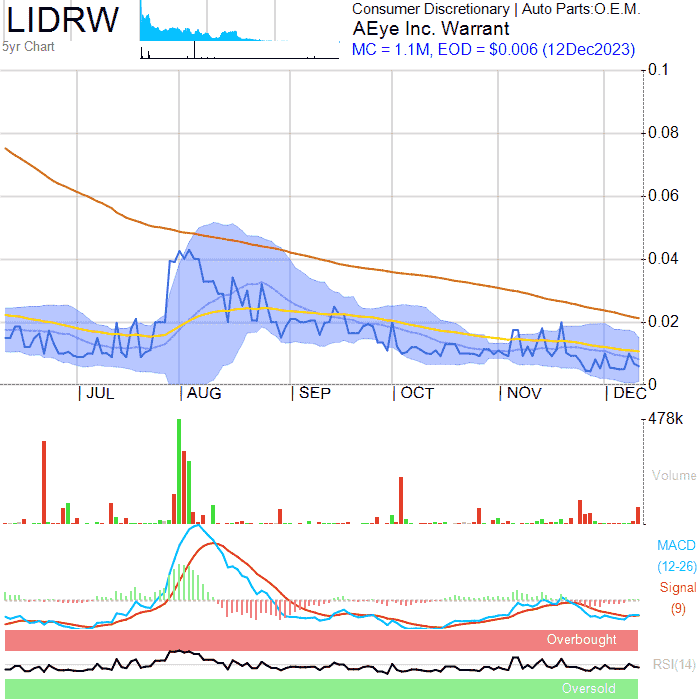 LIDRW
5yr Chart
Consumer Discretionary | Auto Parts:O.E.M.
AEye Inc. Warrant
MC = 1.1M, EOD = $0.006 (12Dec2023)
0.1
0.08
0.06
0.04
0.02
0
JUL AUG SEP OCT NOV DEC
478k
Volume
MACD
(12-26)
Signal
(9)
Overbought
RSI(14)
Oversold